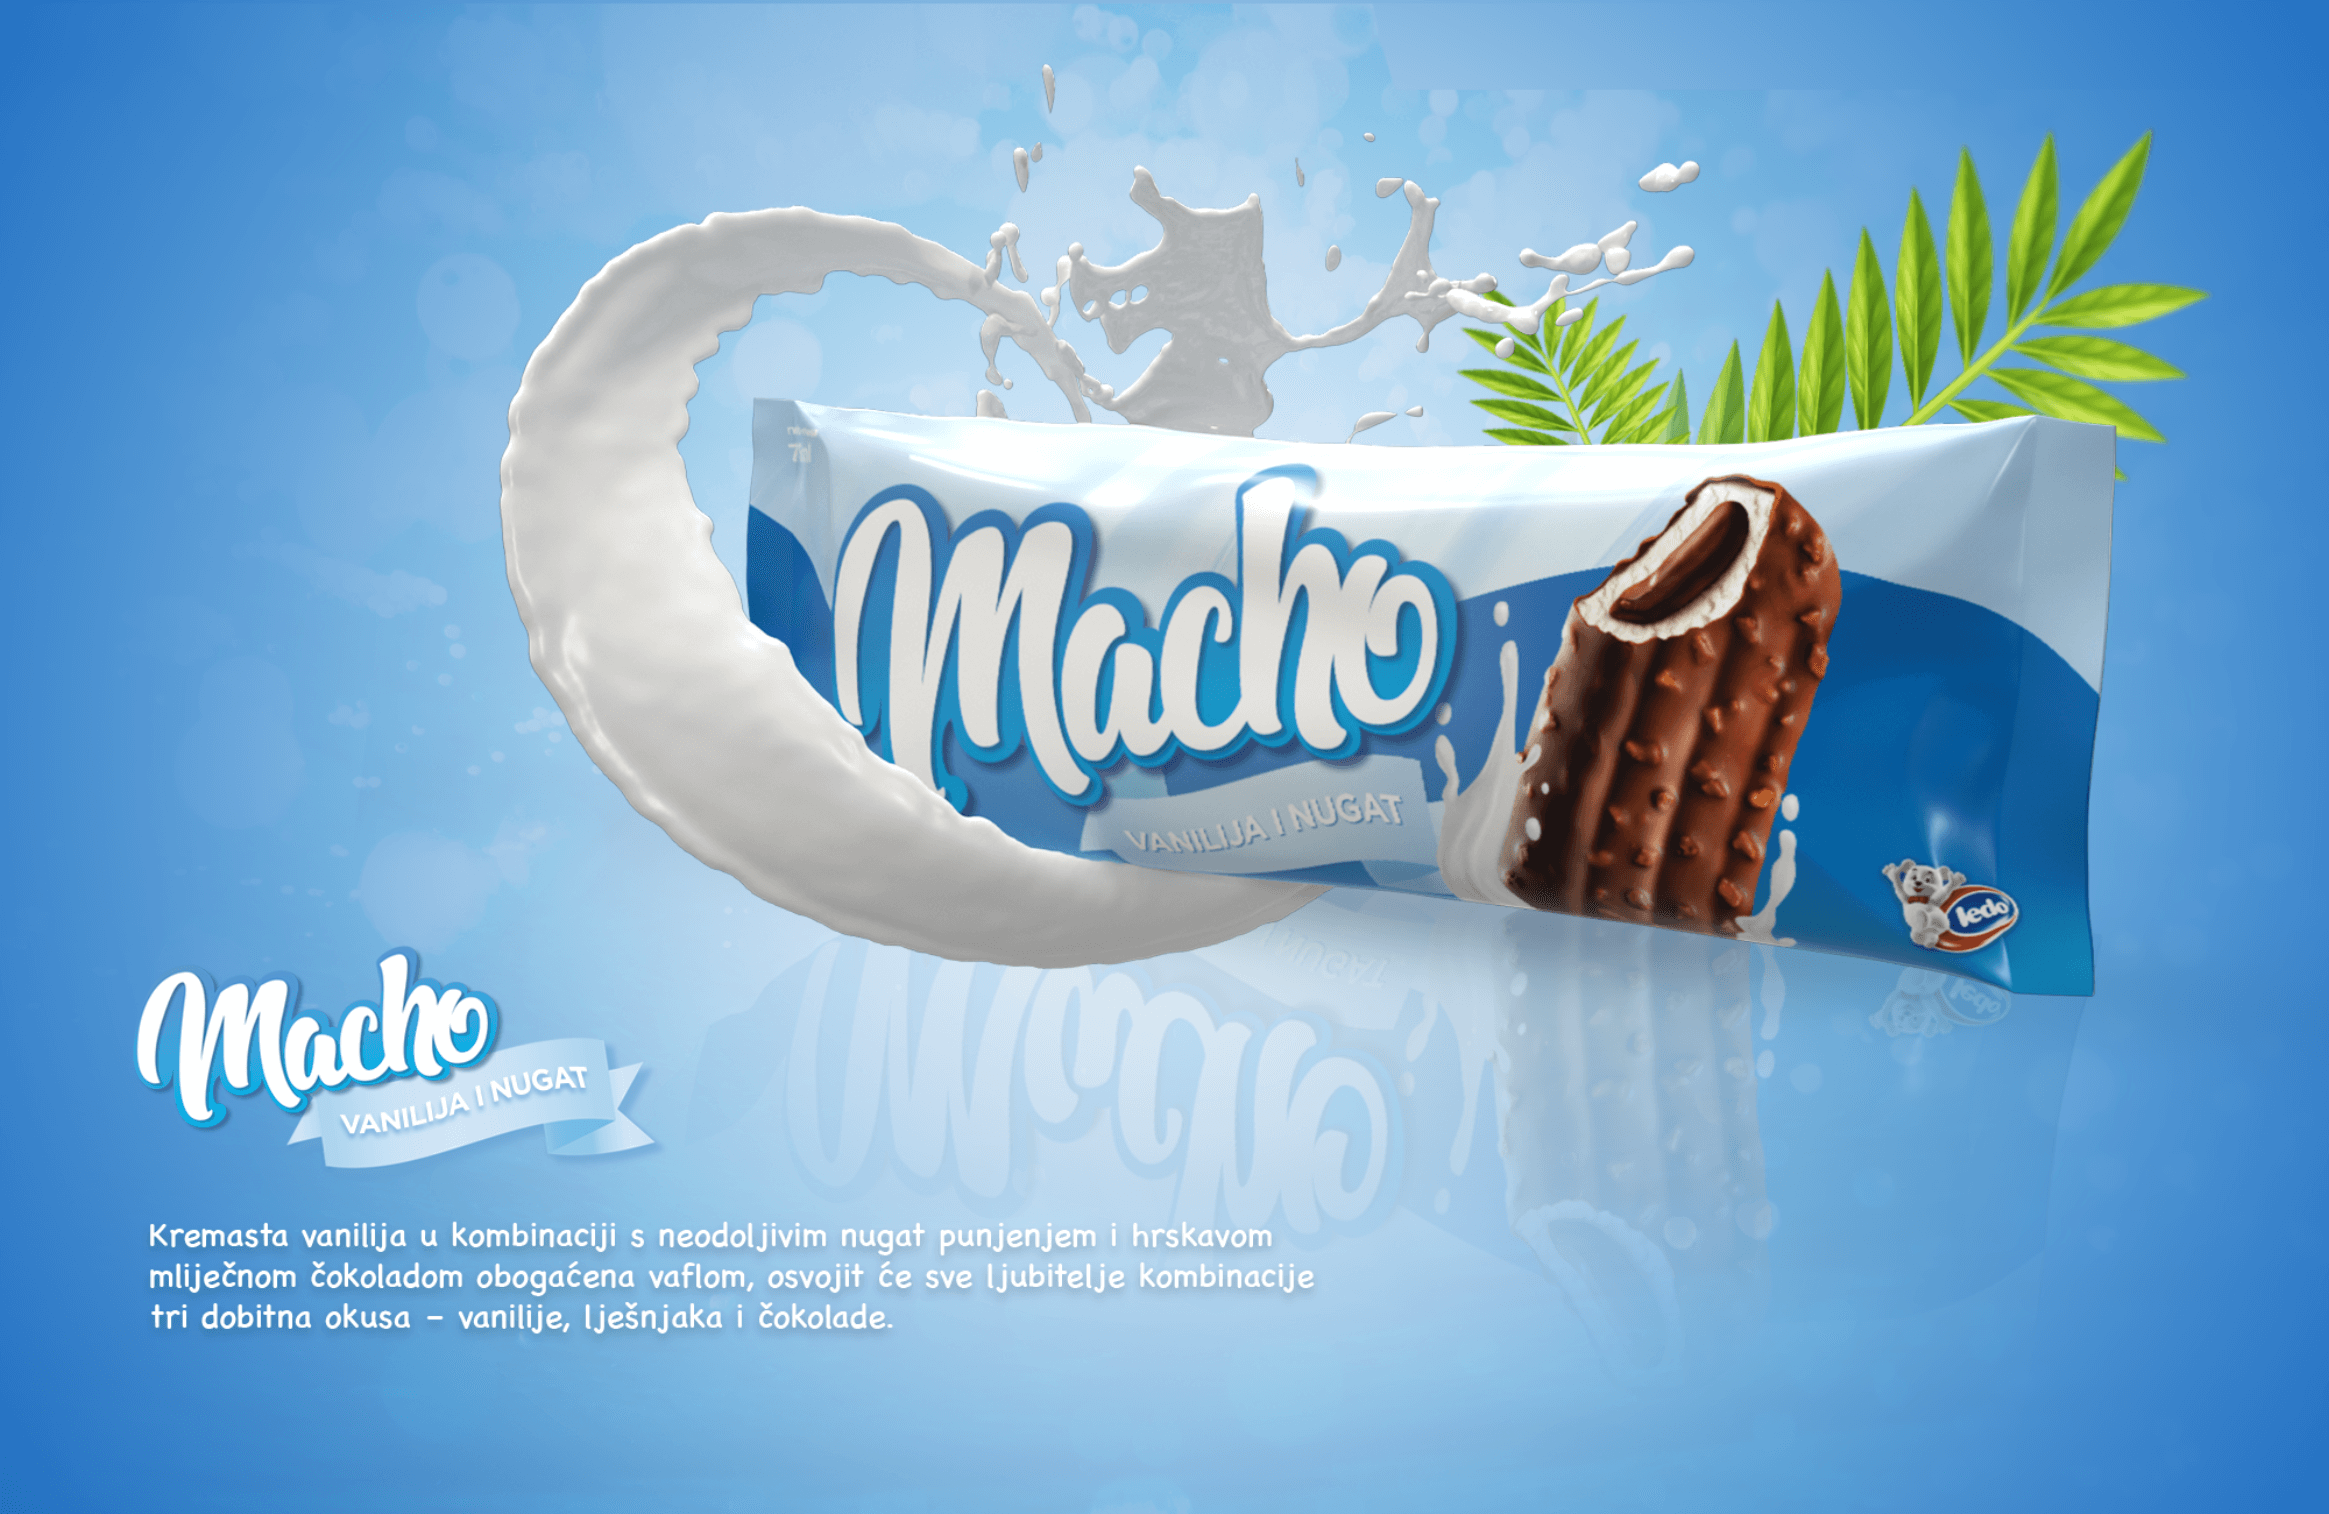 Macho
VANILIJA I NUGAT
ledo
Macho
VANILIJA I NUGAT
Kremasta vanilija u kombinaciji s neodoljivim nugat punjenjem i hrskavom
mliječnom čokoladom obogaćena vaflom, osvojit će sve ljubitelje kombinacije
tri dobitna okusa – vanilije, lješnjaka i čokolade.